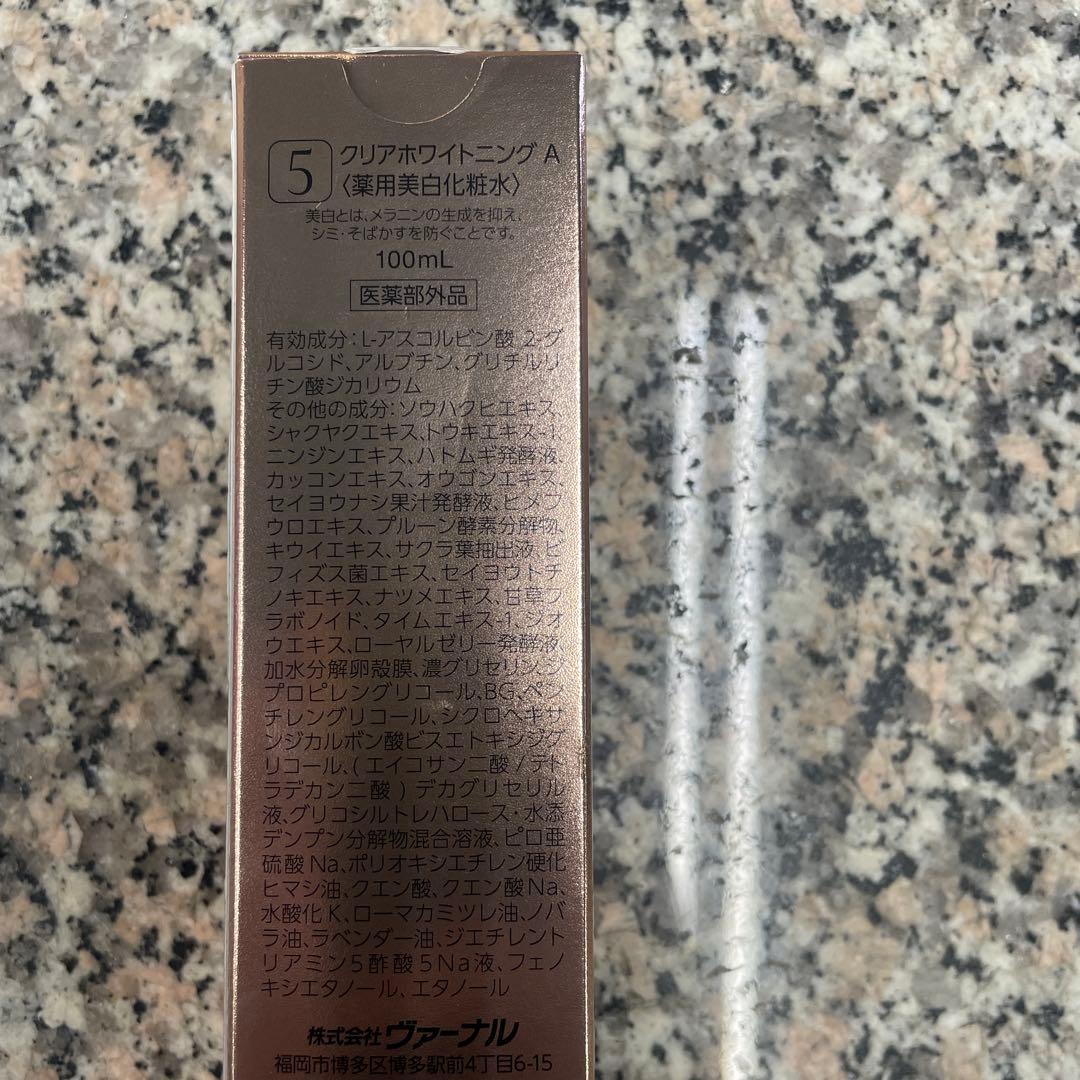 5
クリアホワイトニング A
〈薬用美白化粧水〉
美白とは、メラニンの生成を抑え、
シミ・そばかすを防ぐことです。
100mL
医薬部外品
有効成分：L-アスコルビン酸 2-グ
ルコシド、アルブチン、グリチルリ
チン酸ジカリウム
その他の成分：ソウハクヒエキス、
シャクヤクエキス、トウキエキス-1、
ニンジンエキス、ハトムギ発酵液、
カッコンエキス、オウゴンエキス、
セイヨウナシ果汁発酵液、ヒメフ
ウロエキス、プルーン酵素分解物、
キウイエキス、サクラ葉抽出液、ビ
フィズス菌エキス、セイヨウトチ
ノキエキス、ナツメエキス、甘草フ
ラボノイド、タイムエキス-1、ジオ
ウエキス、ローヤルゼリー発酵液、
加水分解卵殻膜、濃グリセリン、ジ
プロピレングリコール、BG、ペン
チレングリコール、シクロヘキサ
ンジカルボン酸ビスエトキシジグ
リコール、(エイコサン二酸/テト
ラデカン二酸)デカグリセリル
液、グリコシルトレハロース・水添
デンプン分解物混合溶液、ピロ亜
硫酸Na、ポリオキシエチレン硬化
ヒマシ油、クエン酸、クエン酸Na、
水酸化K、ローマカミツレ油、ノバ
ラ油、ラベンダー油、ジエチレント
リアミン5酢酸5Na液、フェノ
キシエタノール、エタノール
株式会社 ヴァーナル
福岡市博多区博多駅前4丁目6-15